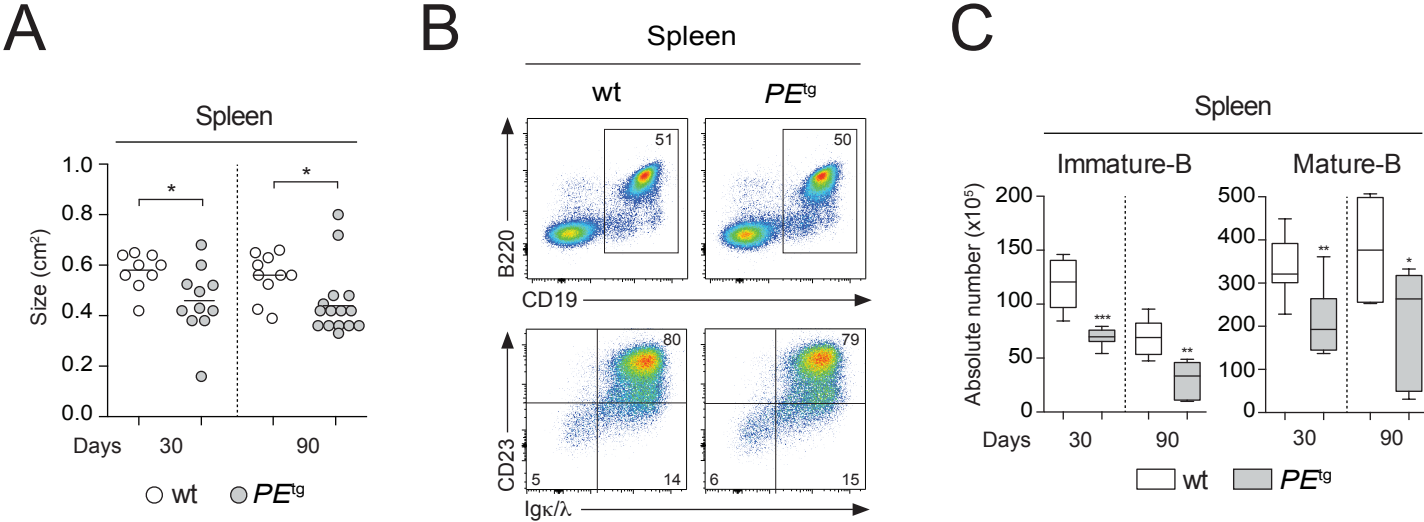 A
Spleen
1.0
0.8
0.6
0.4
0.2
0.0
Size (cm²)
*
*
Days 30 90
wt PEᵗᵍ
B
Spleen
wt PEᵗᵍ
51 50
B220
CD19
80 79
5 14 6 15
CD23
Igκ/λ
C
Spleen
Immature-B Mature-B
Absolute number (x10⁵)
200
150
100
50
0
***
**
500
400
300
200
100
0
**
*
Days 30 90 30 90
wt PEᵗᵍ